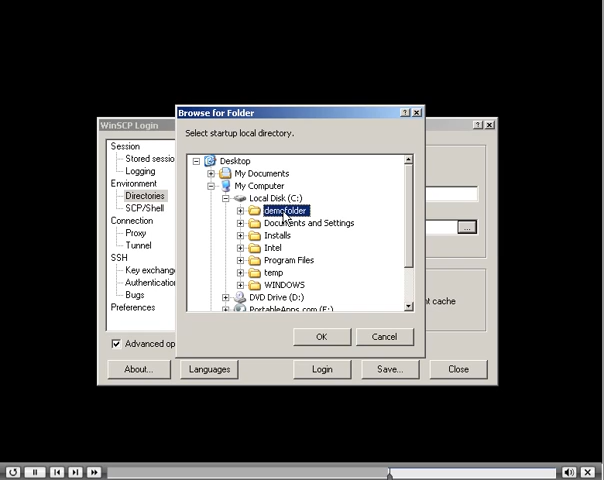 Browse for Folder
WinSCP Login
Select startup local directory.
Session
Stored sessio
Logging
Environment
Directories
SCP/Shell
Connection
Proxy
Tunnel
SSH
Key exchang
Authenticatio
Bugs
Preferences
Desktop
My Documents
My Computer
Local Disk (C:)
demofolder
Documents and Settings
Installs
Intel
Program Files
temp
WINDOWS
DVD Drive (D:)
PortableApps.com (E:)
...
nt cache
OK
Cancel
Advanced op
About...
Languages
Login
Save...
Close